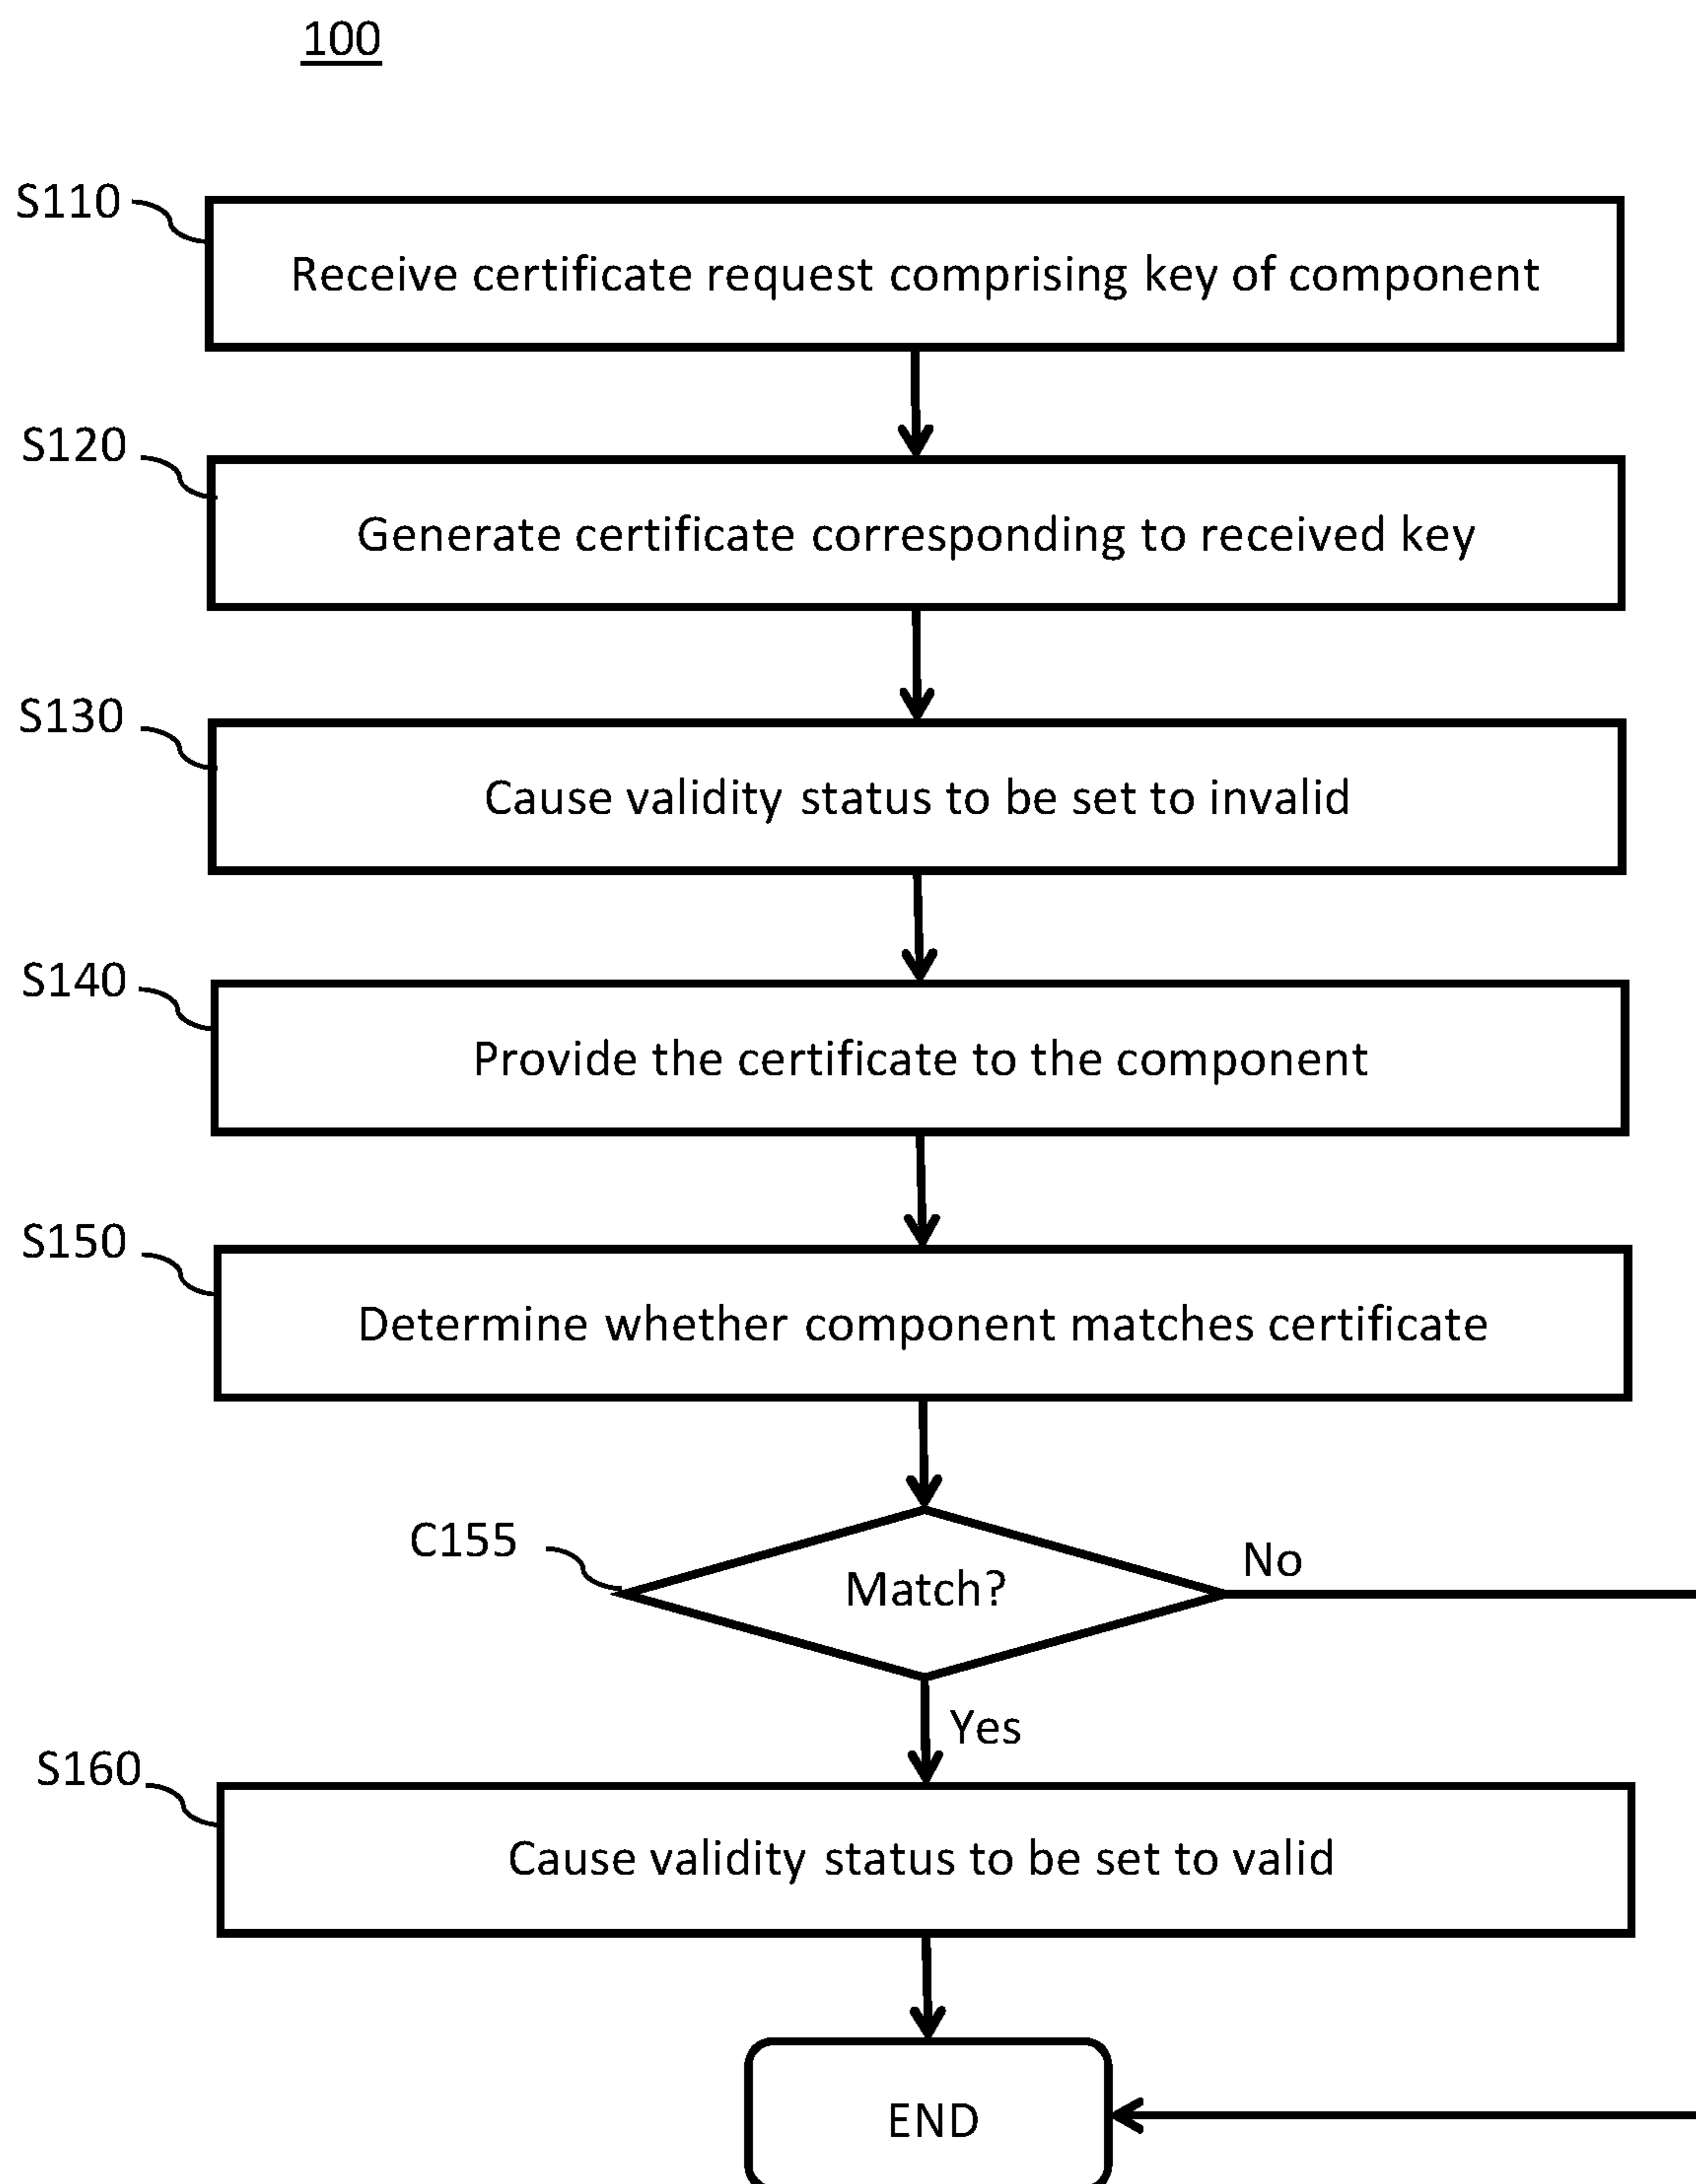 100
S110
Receive certificate request comprising key of component
S120
Generate certificate corresponding to received key
S130
Cause validity status to be set to invalid
S140
Provide the certificate to the component
S150
Determine whether component matches certificate
C155
Match?
No
Yes
S160
Cause validity status to be set to valid
END